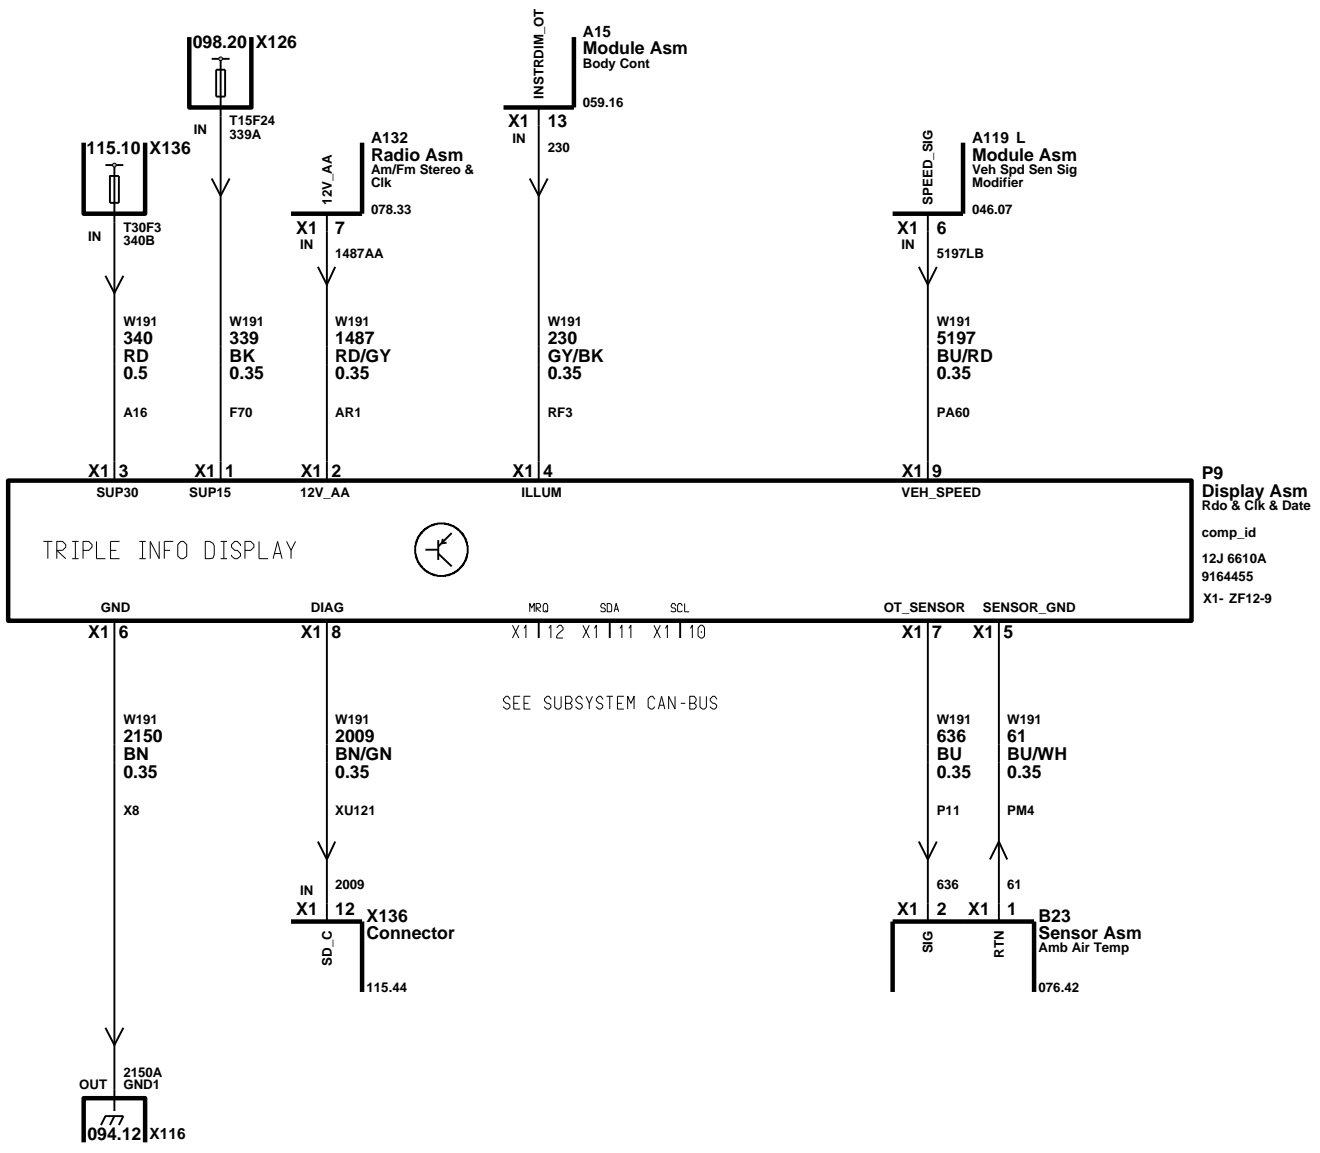 098.20 X126
T15F24
IN 339A
115.10 X136
T30F3
IN 340B
12V_AA
A132
Radio Asm
Am/Fm Stereo &
Clk
078.33
X1 7
IN 1487AA
INSTRDIM_OT
A15
Module Asm
Body Cont
059.16
X1 13
IN 230
SPEED_SIG
A119 L
Module Asm
Veh Spd Sen Sig
Modifier
046.07
X1 6
IN 5197LB
W191 W191 W191 W191 W191
340 339 1487 230 5197
RD BK RD/GY GY/BK BU/RD
0.5 0.35 0.35 0.35 0.35
A16 F70 AR1 RF3 PA60
X1 3 X1 1 X1 2 X1 4 X1 9
SUP30 SUP15 12V_AA ILLUM VEH_SPEED
P9
Display Asm
Rdo & Clk & Date
comp_id
12J 6610A
9164455
X1- ZF12-9
TRIPLE INFO DISPLAY
GND DIAG MRQ SDA SCL OT_SENSOR SENSOR_GND
X1 6 X1 8 X1 12 X1 11 X1 10 X1 7 X1 5
SEE SUBSYSTEM CAN-BUS
W191 W191 W191 W191
2150 2009 636 61
BN BN/GN BU BU/WH
0.35 0.35 0.35 0.35
X8 XU121 P11 PM4
IN 2009
X1 12
SD_C
X136
Connector
115.44
636 61
X1 2 X1 1
SIG RTN
B23
Sensor Asm
Amb Air Temp
076.42
2150A
OUT GND1
094.12 X116